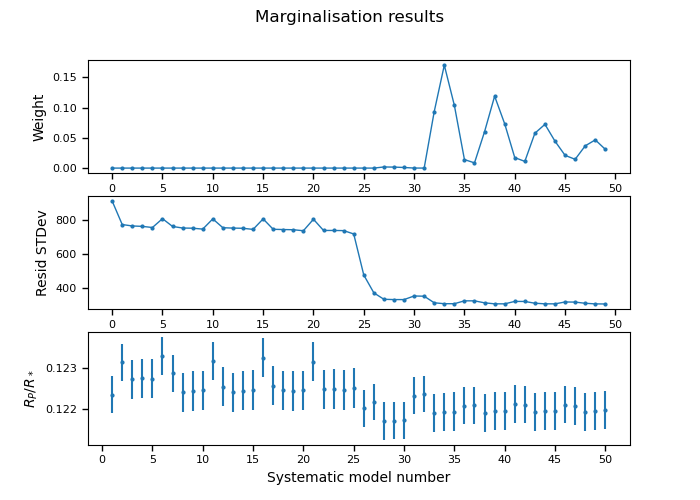 Marginalisation results
0.15
0.10
0.05
0.00
Weight
0 5 10 15 20 25 30 35 40 45 50
800
600
400
Resid STDev
0 5 10 15 20 25 30 35 40 45 50
0.123
0.122
R_P/R_*
0 5 10 15 20 25 30 35 40 45 50
Systematic model number